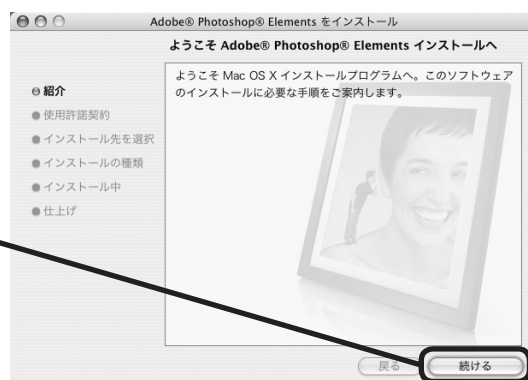 Adobe® Photoshop® Elements をインストール
ようこそ Adobe® Photoshop® Elements インストールへ
紹介
使用許諾契約
インストール先を選択
インストールの種類
インストール中
仕上げ
ようこそ Mac OS X インストールプログラムへ。このソフトウェア
のインストールに必要な手順をご案内します。
戻る
続ける